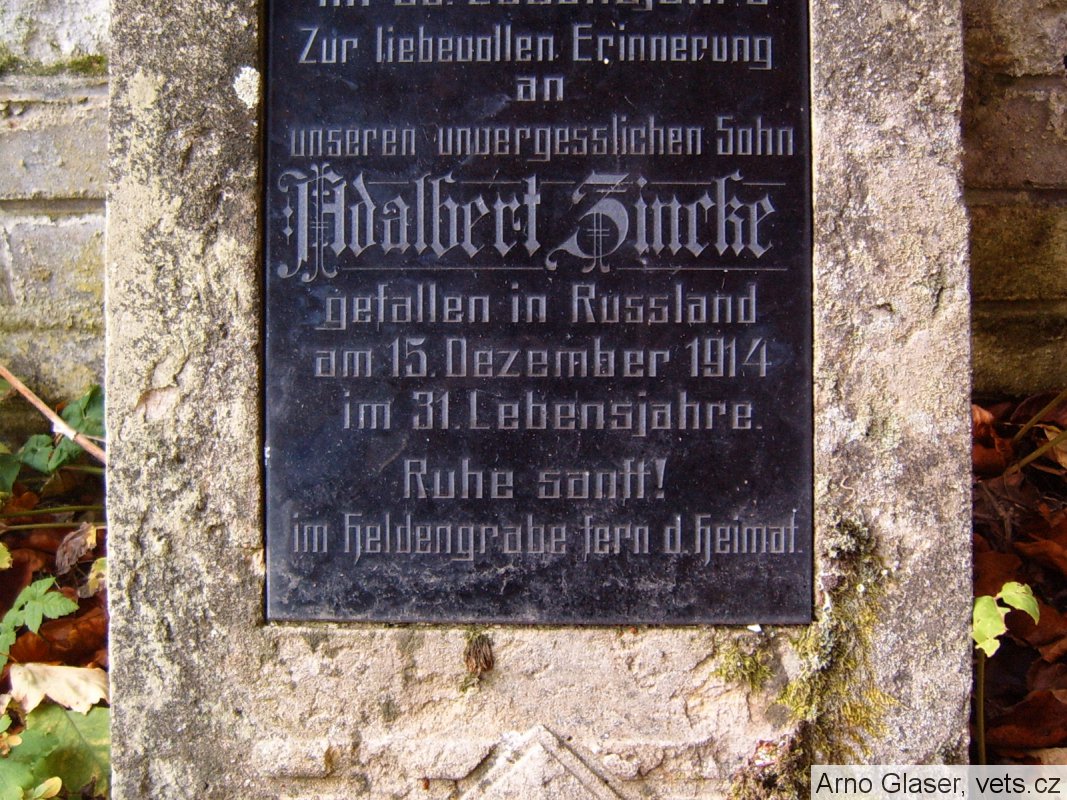 Zur liebevollen Erinnerung
an
unseren unvergesslichen Sohn
Adalbert Zincke
gefallen in Russland
am 15. Dezember 1914
im 31. Lebensjahre.
Ruhe sanft!
im Heldengrabe fern d. Heimat.
Arno Glaser, vets.cz